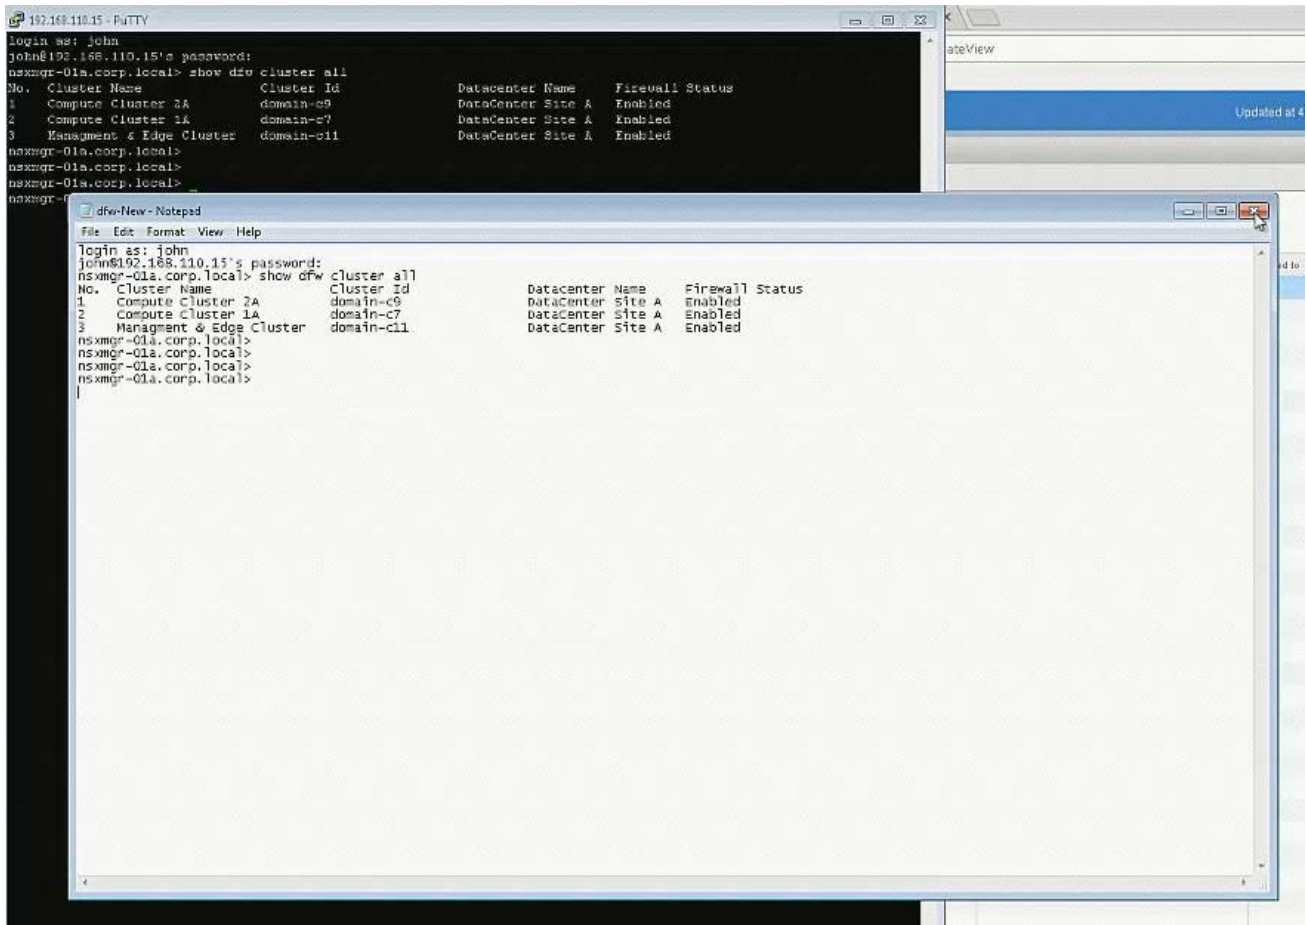 192.168.110.15 - PuTTY
login as: john
john@192.168.110.15's password:
nsxmgr-01a.corp.local> show dfw cluster all
No. Cluster Name Cluster Id Datacenter Name Firewall Status
1 Compute Cluster 2A domain-c9 DataCenter Site A Enabled
2 Compute Cluster 1A domain-c7 DataCenter Site A Enabled
3 Managment & Edge Cluster domain-c11 DataCenter Site A Enabled
nsxmgr-01a.corp.local>
nsxmgr-01a.corp.local>
nsxmgr-01a.corp.local>
nsxmgr-0
ateView
Updated at 4
ed to
dfw-New - Notepad
File Edit Format View Help
login as: john
john@192.168.110.15's password:
nsxmgr-01a.corp.local> show dfw cluster all
No. Cluster Name Cluster Id Datacenter Name Firewall Status
1 Compute Cluster 2A domain-c9 DataCenter Site A Enabled
2 Compute Cluster 1A domain-c7 DataCenter Site A Enabled
3 Managment & Edge Cluster domain-c11 DataCenter Site A Enabled
nsxmgr-01a.corp.local>
nsxmgr-01a.corp.local>
nsxmgr-01a.corp.local>
nsxmgr-01a.corp.local>